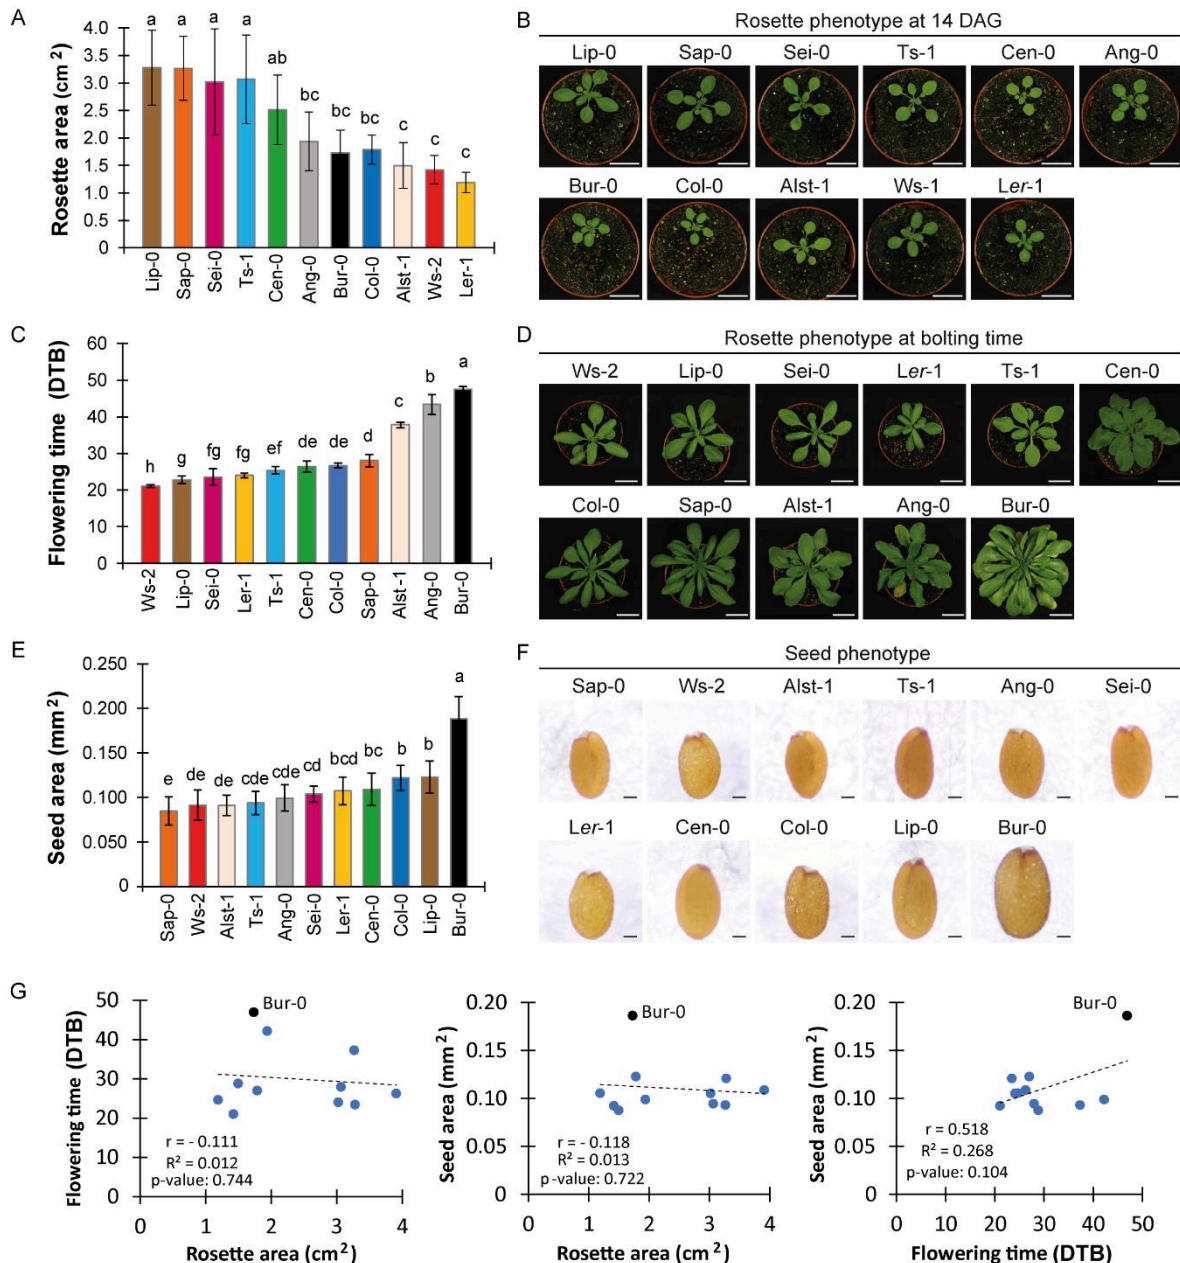 A
Rosette area (cm²)
4.0
3.5
3.0
2.5
2.0
1.5
1.0
0.5
0.0
a a a a ab bc bc bc c c c
Lip-0 Sap-0 Sei-0 Ts-1 Cen-0 Ang-0 Bur-0 Col-0 Alst-1 Ws-2 Ler-1
B
Rosette phenotype at 14 DAG
Lip-0 Sap-0 Sei-0 Ts-1 Cen-0 Ang-0
Bur-0 Col-0 Alst-1 Ws-1 Ler-1
C
Flowering time (DTB)
60
50
40
30
20
10
0
h g fg fg ef de de d c b a
Ws-2 Lip-0 Sei-0 Ler-1 Ts-1 Cen-0 Col-0 Sap-0 Alst-1 Ang-0 Bur-0
D
Rosette phenotype at bolting time
Ws-2 Lip-0 Sei-0 Ler-1 Ts-1 Cen-0
Col-0 Sap-0 Alst-1 Ang-0 Bur-0
E
Seed area (mm²)
0.250
0.200
0.150
0.100
0.050
0
e de de cde cde cd bcd bc b b a
Sap-0 Ws-2 Alst-1 Ts-1 Ang-0 Sei-0 Ler-1 Cen-0 Col-0 Lip-0 Bur-0
F
Seed phenotype
Sap-0 Ws-2 Alst-1 Ts-1 Ang-0 Sei-0
Ler-1 Cen-0 Col-0 Lip-0 Bur-0
G
Flowering time (DTB)
50
40
30
20
10
0
Bur-0
r = - 0.111
R² = 0.012
p-value: 0.744
0 1 2 3 4
Rosette area (cm²)
Seed area (mm²)
0.20
0.15
0.10
0.05
0.00
Bur-0
r = - 0.118
R² = 0.013
p-value: 0.722
0 1 2 3 4
Rosette area (cm²)
Seed area (mm²)
0.20
0.15
0.10
0.05
0.00
Bur-0
r = 0.518
R² = 0.268
p-value: 0.104
0 10 20 30 40 50
Flowering time (DTB)